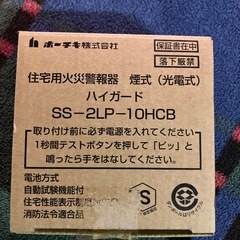 ホーチキ株式会社
保証書在中
落下厳禁
住宅用火災警報器 煙式（光電式）
ハイガード
SS-2LP-10HCB
取り付け前に必ず電源を入れてください
1秒間テストボタンを押して「ピッ」と
鳴ったら手をはなしてください。
電池方式
自動試験機能付
住宅性能表示制度
消防法令適合品
S